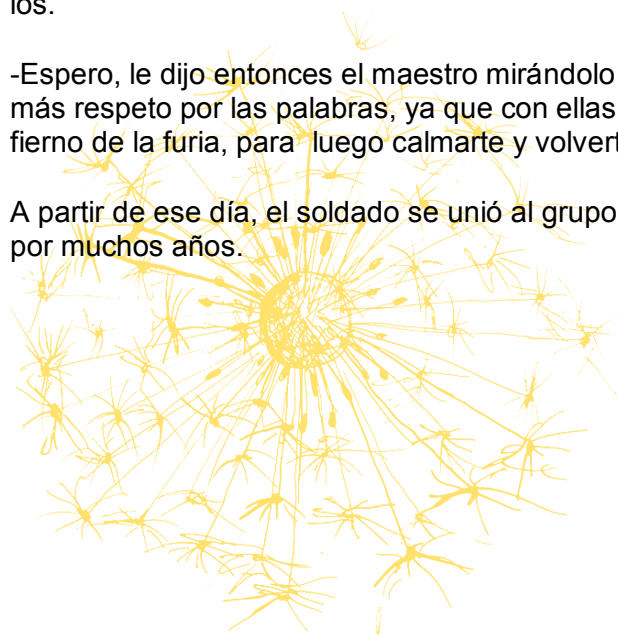 los.
-Espero, le dijo entonces el maestro mirándolo
más respeto por las palabras, ya que con ellas
fierno de la furia, para luego calmarte y volvert
A partir de ese día, el soldado se unió al grupo
por muchos años.